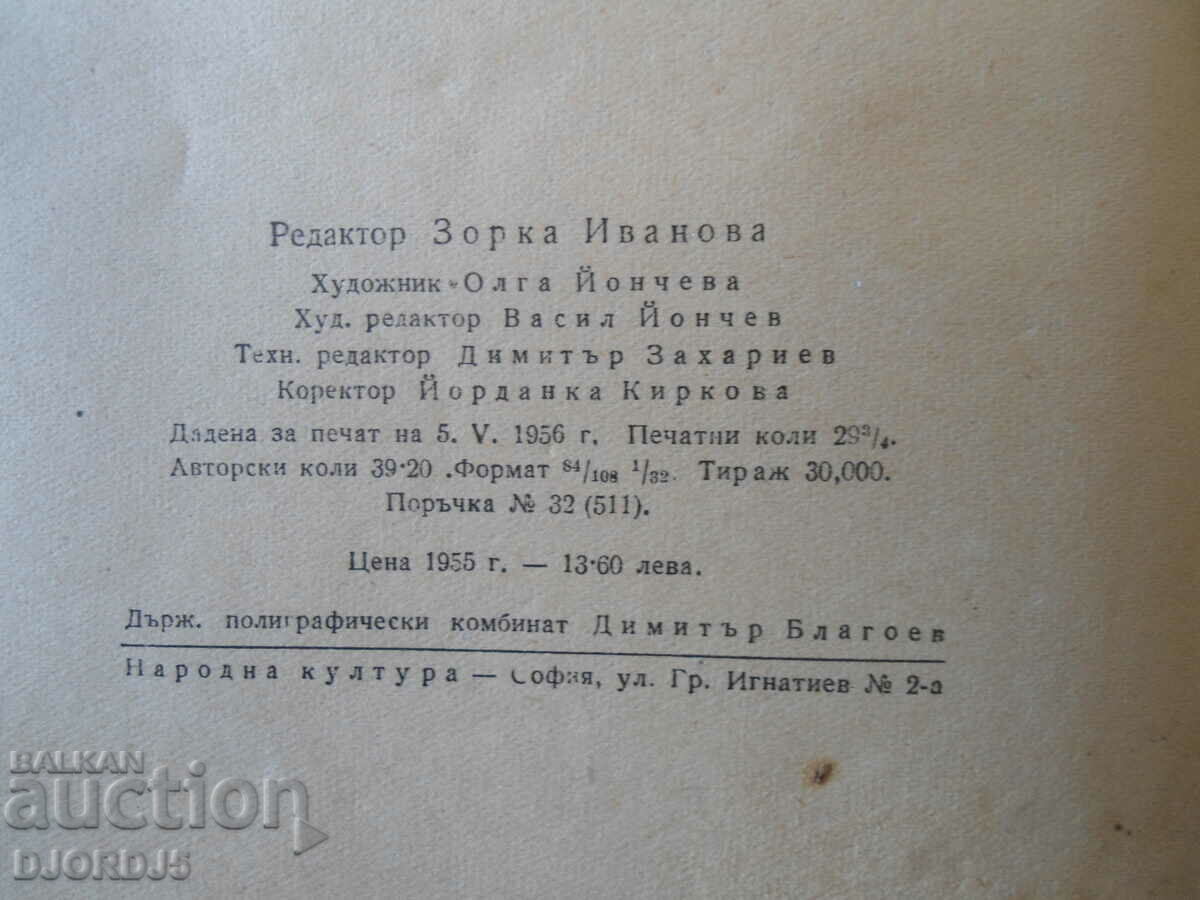 Редактор Зорка Иванова
Художник Олга Йончева
Худ. редактор Васил Йончев
Техн. редактор Димитър Захариев
Коректор Йорданка Киркова
Дадена за печат на 5. V. 1956 г. Печатни коли 29³/₄.
Авторски коли 39·20 .Формат ⁸⁴/₁₀₈ ¹/₃₂. Тираж 30,000.
Поръчка № 32 (511).
Цена 1955 г. — 13·60 лева.
Държ. полиграфически комбинат Димитър Благоев
Народна култура — София, ул. Гр. Игнатиев № 2-а
BALKAN
auction
DJORDJ5